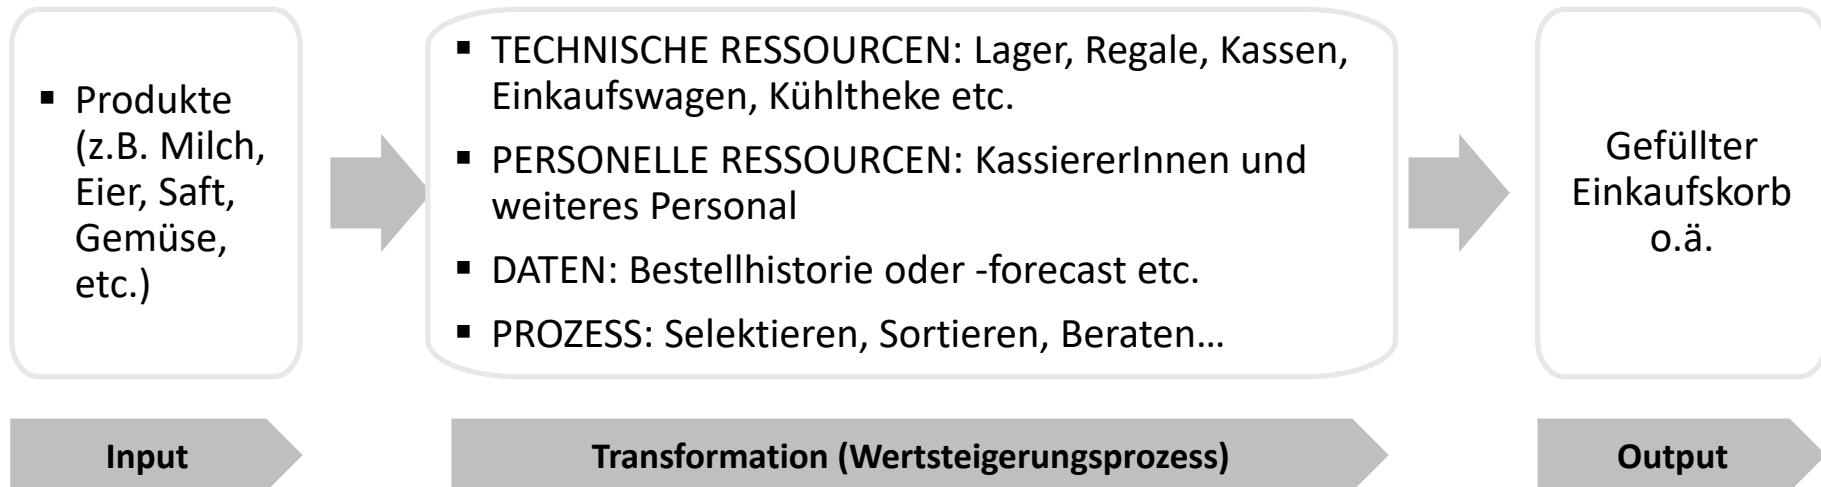 ▪ Produkte
(z.B. Milch,
Eier, Saft,
Gemüse,
etc.)
▪ TECHNISCHE RESSOURCEN: Lager, Regale, Kassen,
Einkaufswagen, Kühltheke etc.
▪ PERSONELLE RESSOURCEN: KassiererInnen und
weiteres Personal
▪ DATEN: Bestellhistorie oder -forecast etc.
▪ PROZESS: Selektieren, Sortieren, Beraten…
Gefüllter
Einkaufskorb
o.ä.
Input
Transformation (Wertsteigerungsprozess)
Output